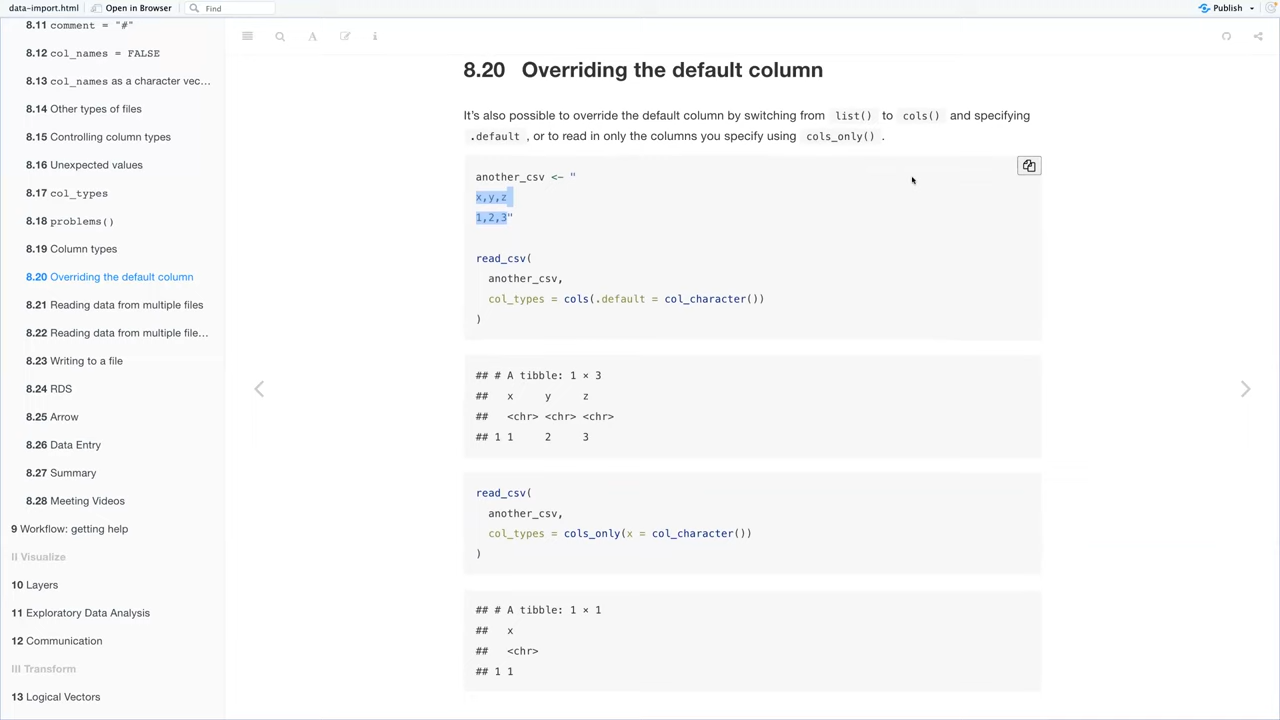 data-import.html
Open in Browser
Find
Publish
8.11 comment = "#"
8.12 col_names = FALSE
8.13 col_names as a character vec…
8.14 Other types of files
8.15 Controlling column types
8.16 Unexpected values
8.17 col_types
8.18 problems()
8.19 Column types
8.20 Overriding the default column
8.21 Reading data from multiple files
8.22 Reading data from multiple file…
8.23 Writing to a file
8.24 RDS
8.25 Arrow
8.26 Data Entry
8.27 Summary
8.28 Meeting Videos
9 Workflow: getting help
II Visualize
10 Layers
11 Exploratory Data Analysis
12 Communication
III Transform
13 Logical Vectors
8.20 Overriding the default column
It's also possible to override the default column by switching from list() to cols() and specifying
.default , or to read in only the columns you specify using cols_only() .
another_csv <- "
x,y,z
1,2,3"
read_csv(
another_csv,
col_types = cols(.default = col_character())
)
## # A tibble: 1 × 3
## x y z
## <chr> <chr> <chr>
## 1 1 2 3
read_csv(
another_csv,
col_types = cols_only(x = col_character())
)
## # A tibble: 1 × 1
## x
## <chr>
## 1 1